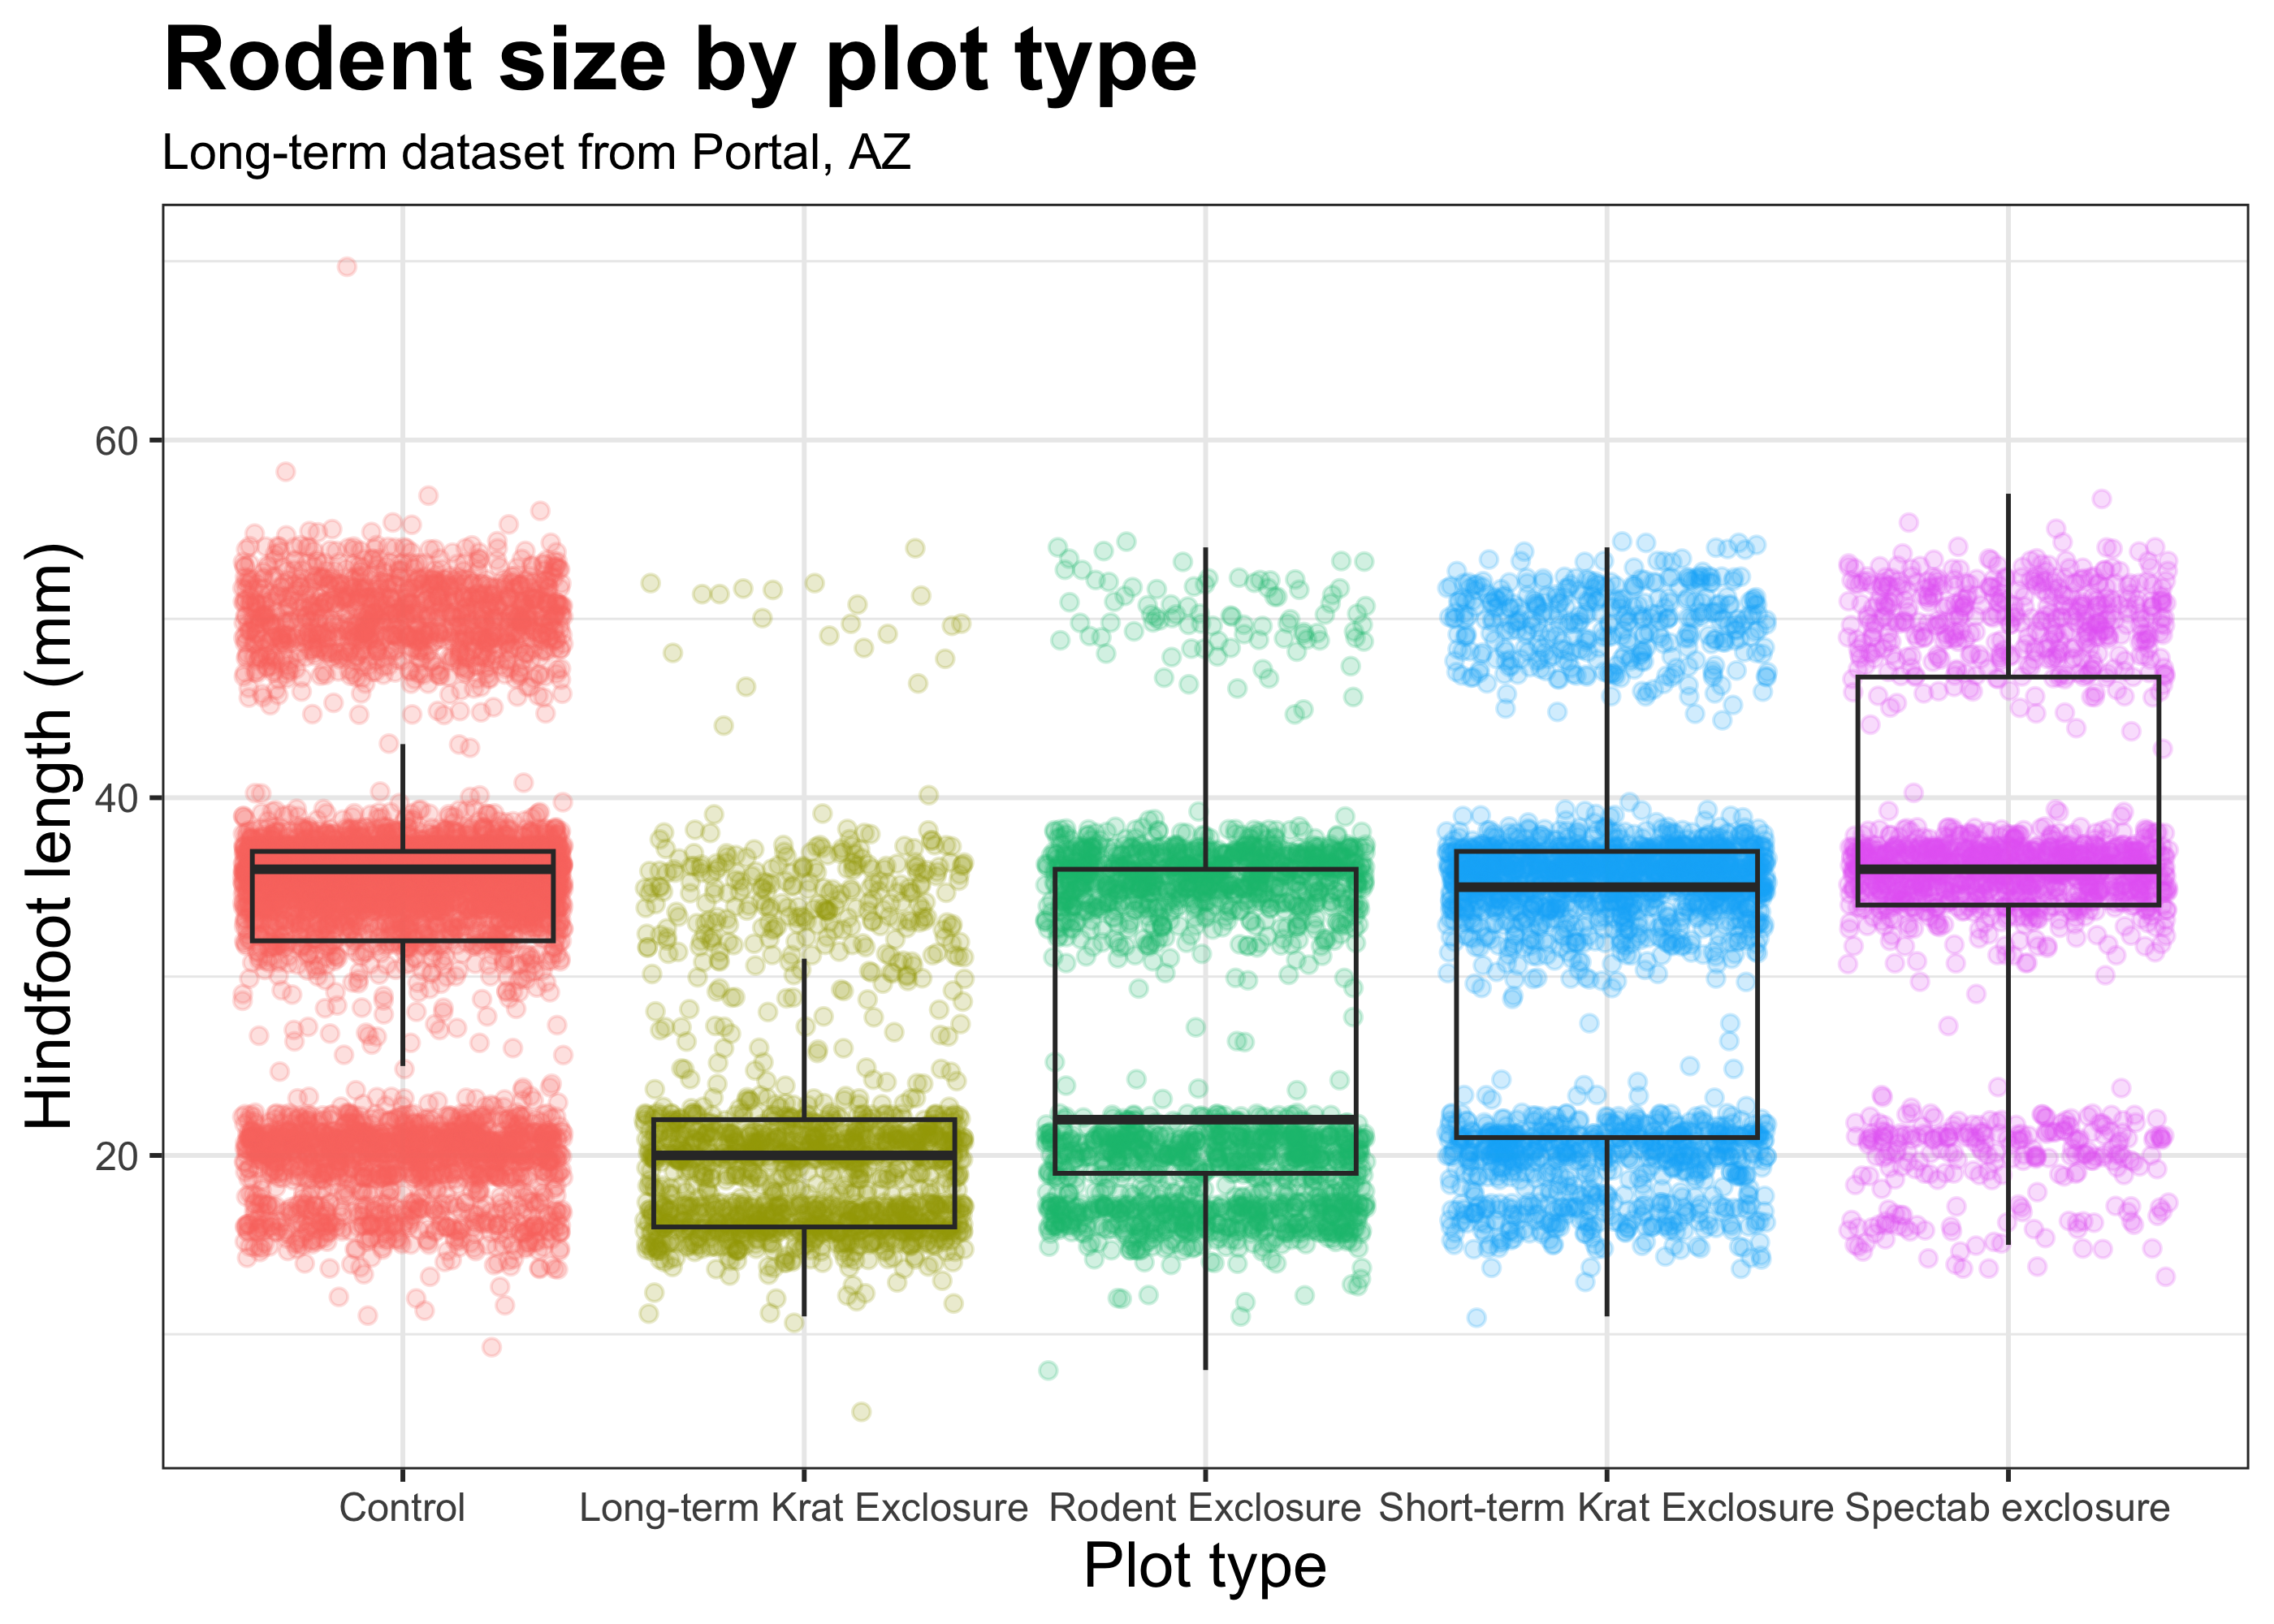 Rodent size by plot type
Long-term dataset from Portal, AZ
Hindfoot length (mm)
60
40
20
Control
Long-term Krat Exclosure
Rodent Exclosure
Short-term Krat Exclosure
Spectab exclosure
Plot type